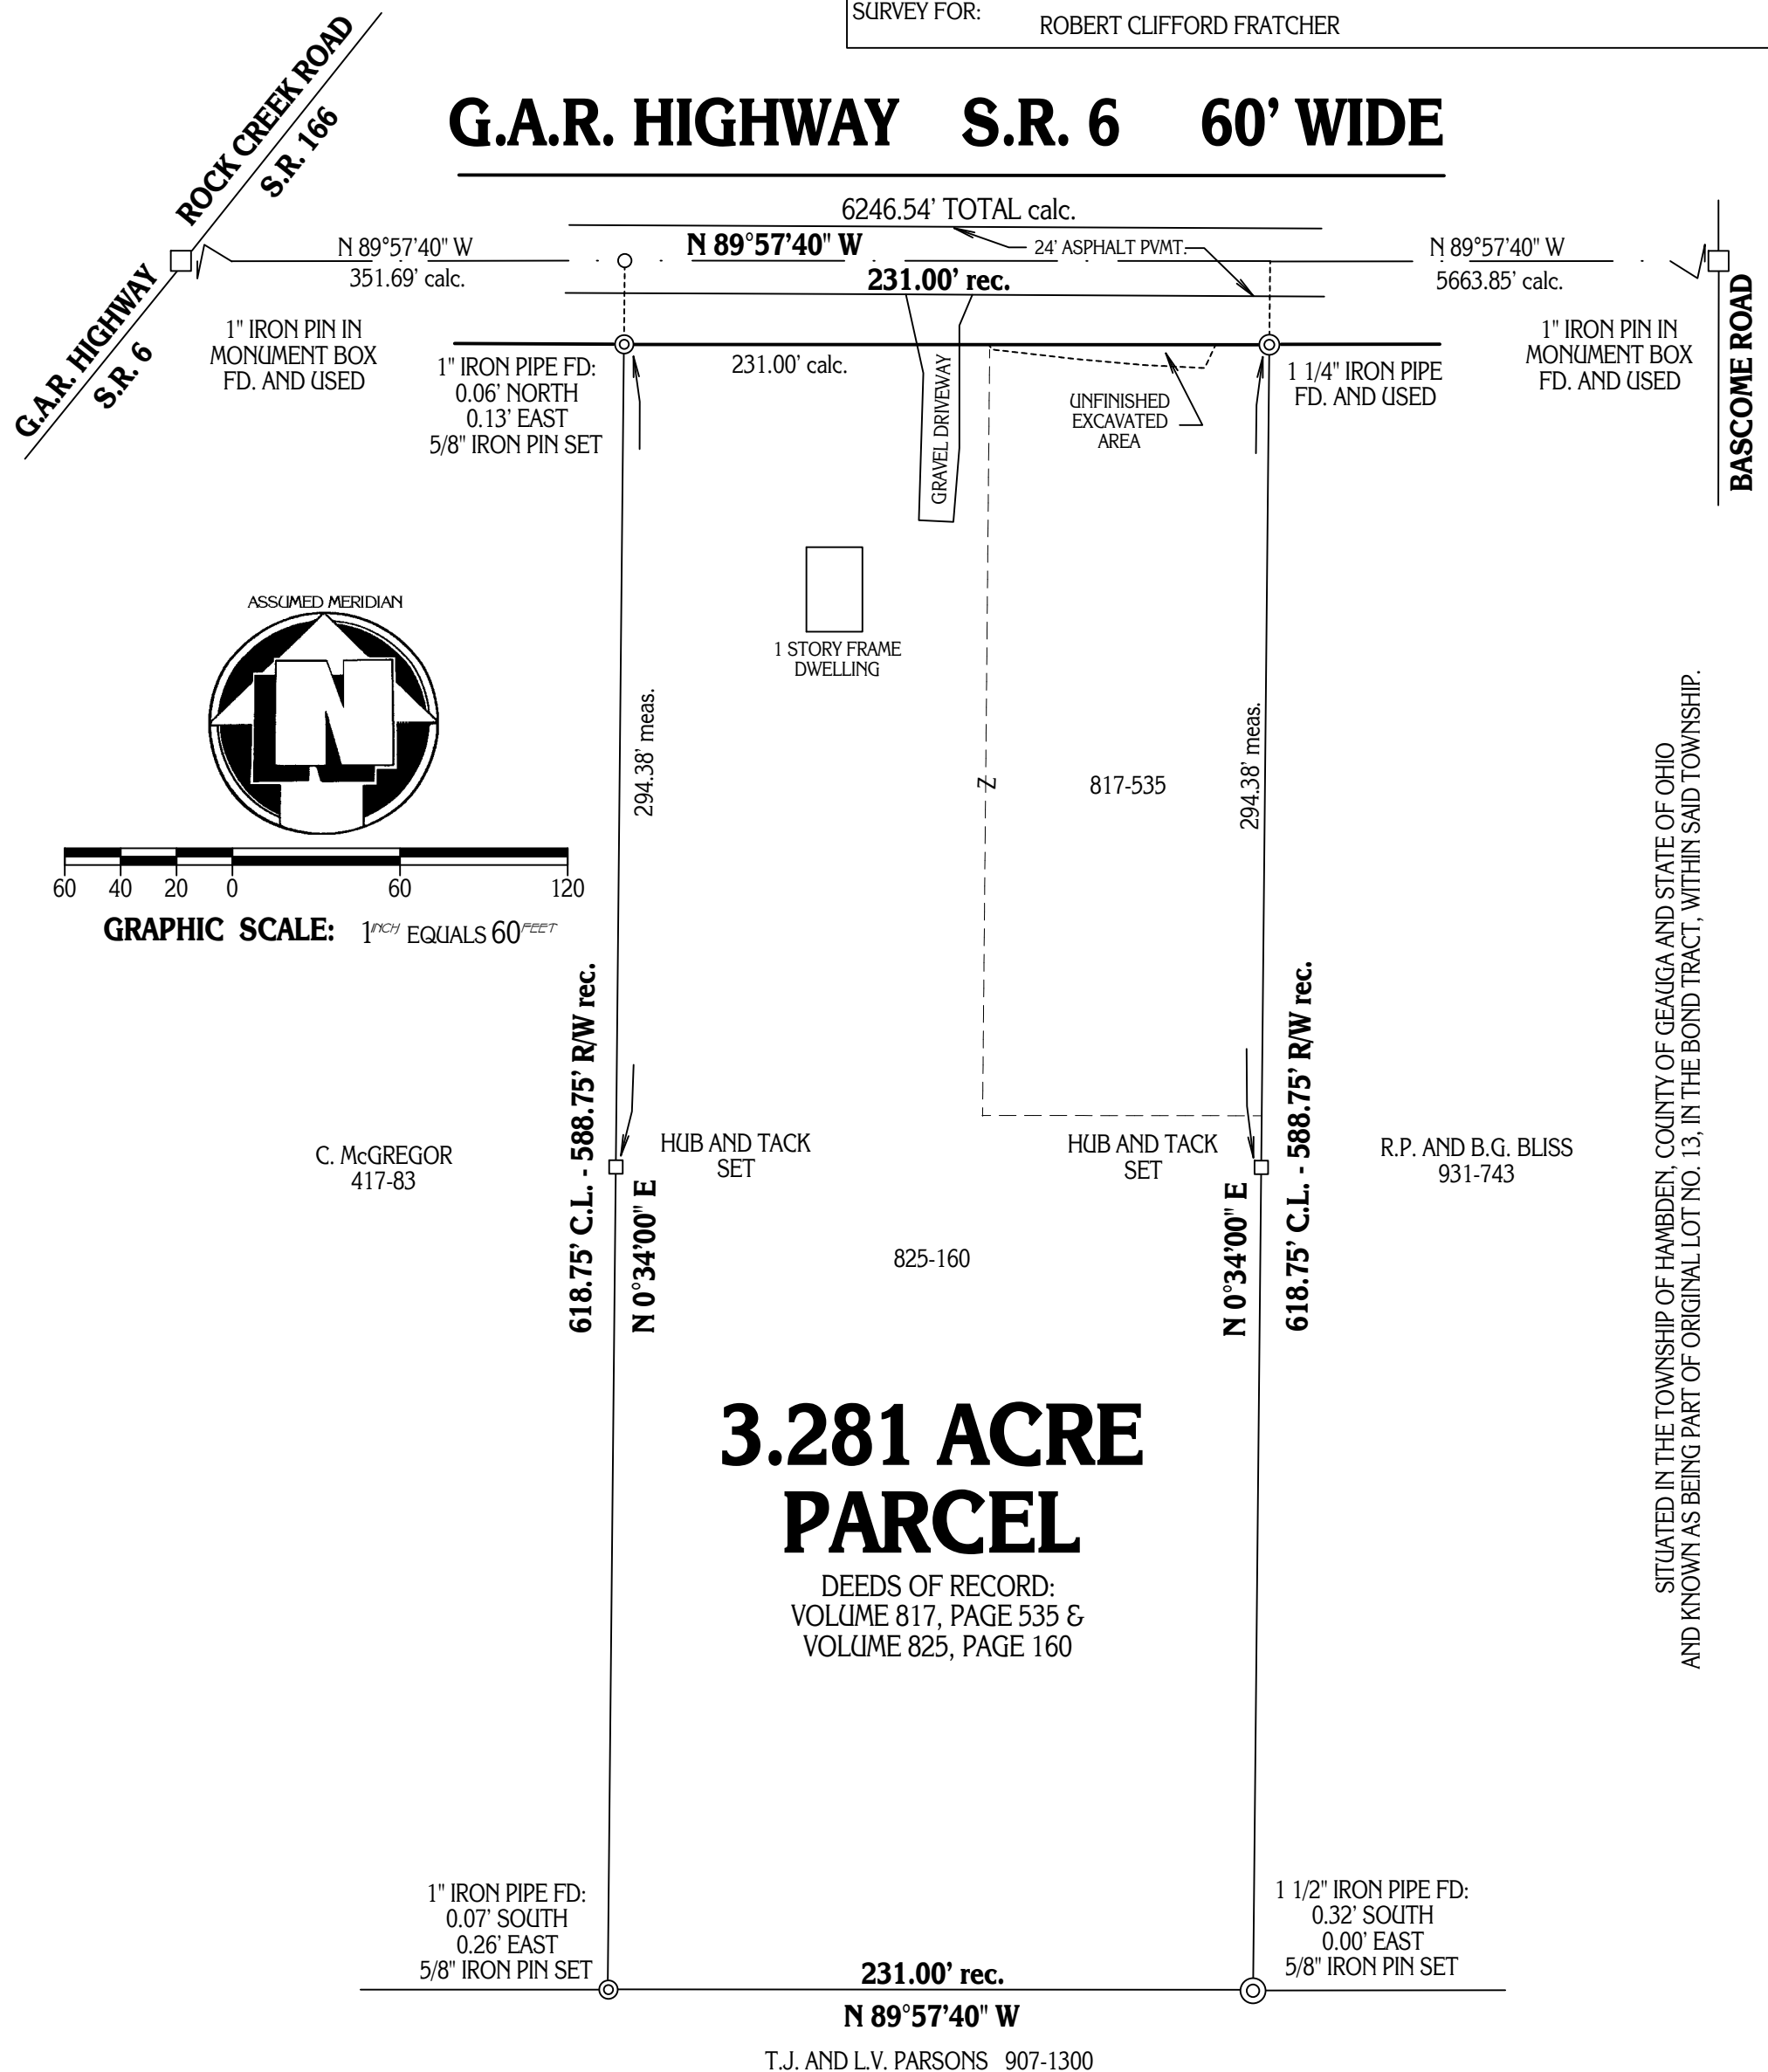 SURVEY FOR: ROBERT CLIFFORD FRATCHER
G.A.R. HIGHWAY S.R. 6 60' WIDE
ROCK CREEK ROAD
S.R. 166
G.A.R. HIGHWAY
S.R. 6
6246.54' TOTAL calc.
N 89°57'40" W
351.69' calc.
N 89°57'40" W
231.00' rec.
24' ASPHALT PVMT.
N 89°57'40" W
5663.85' calc.
BASCOME ROAD
1" IRON PIN IN
MONUMENT BOX
FD. AND USED
1" IRON PIPE FD:
0.06' NORTH
0.13' EAST
5/8" IRON PIN SET
231.00' calc.
GRAVEL DRIVEWAY
UNFINISHED
EXCAVATED
AREA
1 1/4" IRON PIPE
FD. AND USED
1" IRON PIN IN
MONUMENT BOX
FD. AND USED
1 STORY FRAME
DWELLING
ASSUMED MERIDIAN
N
60 40 20 0 60 120
GRAPHIC SCALE: 1 INCH EQUALS 60 FEET
294.38' meas.
Z
817-535
294.38' meas.
618.75' C.L. - 588.75' R/W rec.
N 0°34'00" E
HUB AND TACK
SET
HUB AND TACK
SET
N 0°34'00" E
618.75' C.L. - 588.75' R/W rec.
C. McGREGOR
417-83
R.P. AND B.G. BLISS
931-743
825-160
SITUATED IN THE TOWNSHIP OF HAMBDEN, COUNTY OF GEAUGA AND STATE OF OHIO
AND KNOWN AS BEING PART OF ORIGINAL LOT NO. 13, IN THE BOND TRACT, WITHIN SAID TOWNSHIP.
3.281 ACRE
PARCEL
DEEDS OF RECORD:
VOLUME 817, PAGE 535 &
VOLUME 825, PAGE 160
1" IRON PIPE FD:
0.07' SOUTH
0.26' EAST
5/8" IRON PIN SET
1 1/2" IRON PIPE FD:
0.32' SOUTH
0.00' EAST
5/8" IRON PIN SET
231.00' rec.
N 89°57'40" W
T.J. AND L.V. PARSONS 907-1300